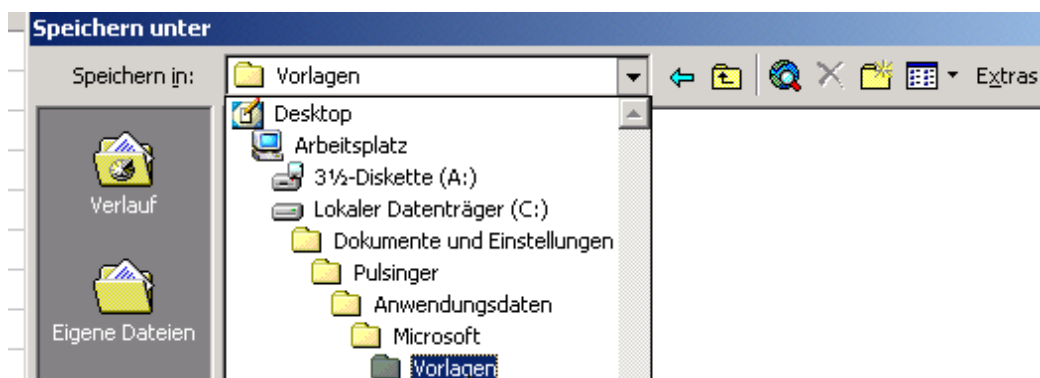 Speichern unter
Speichern in: Vorlagen Extras
Desktop
Arbeitsplatz
3½-Diskette (A:)
Verlauf
Lokaler Datenträger (C:)
Dokumente und Einstellungen
Pulsinger
Anwendungsdaten
Eigene Dateien
Microsoft
Vorlagen